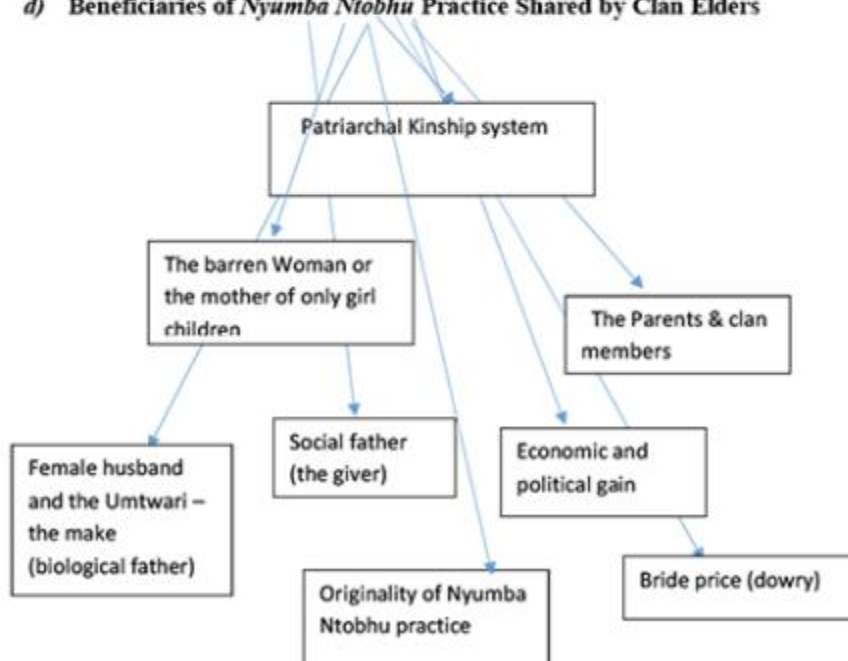 d) Beneficiaries of Nyumba Ntobhu Practice Shared by Clan Elders
Patriarchal Kinship system
The barren Woman or
the mother of only girl
children
The Parents & clan
members
Social father
(the giver)
Economic and
political gain
Female husband
and the Umtwari –
the make
(biological father)
Bride price (dowry)
Originality of Nyumba
Ntobhu practice